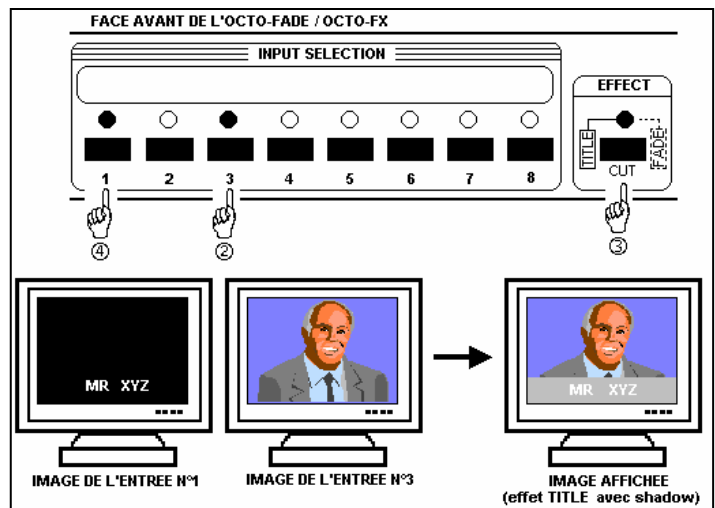 FACE AVANT DE L'OCTO-FADE / OCTO-FX
INPUT SELECTION
EFFECT
TITLE
FADE
CUT
1 2 3 4 5 6 7 8
④ ② ③
MR XYZ
MR XYZ
IMAGE DE L'ENTREE N°1
IMAGE DE L'ENTREE N°3
IMAGE AFFICHEE
(effet TITLE avec shadow)